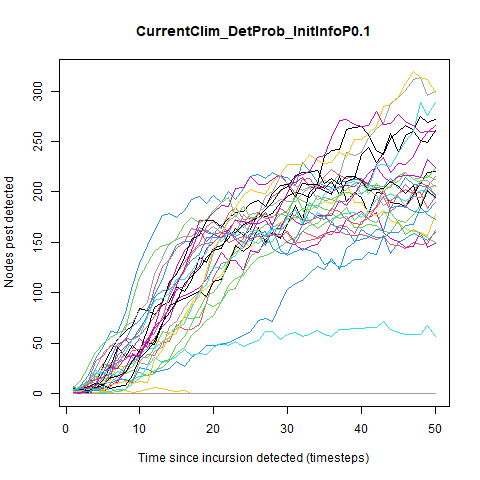 CurrentClim_DetProb_InitInfoP0.1
Nodes pest detected
300
250
200
150
100
50
0
0 10 20 30 40 50
Time since incursion detected (timesteps)